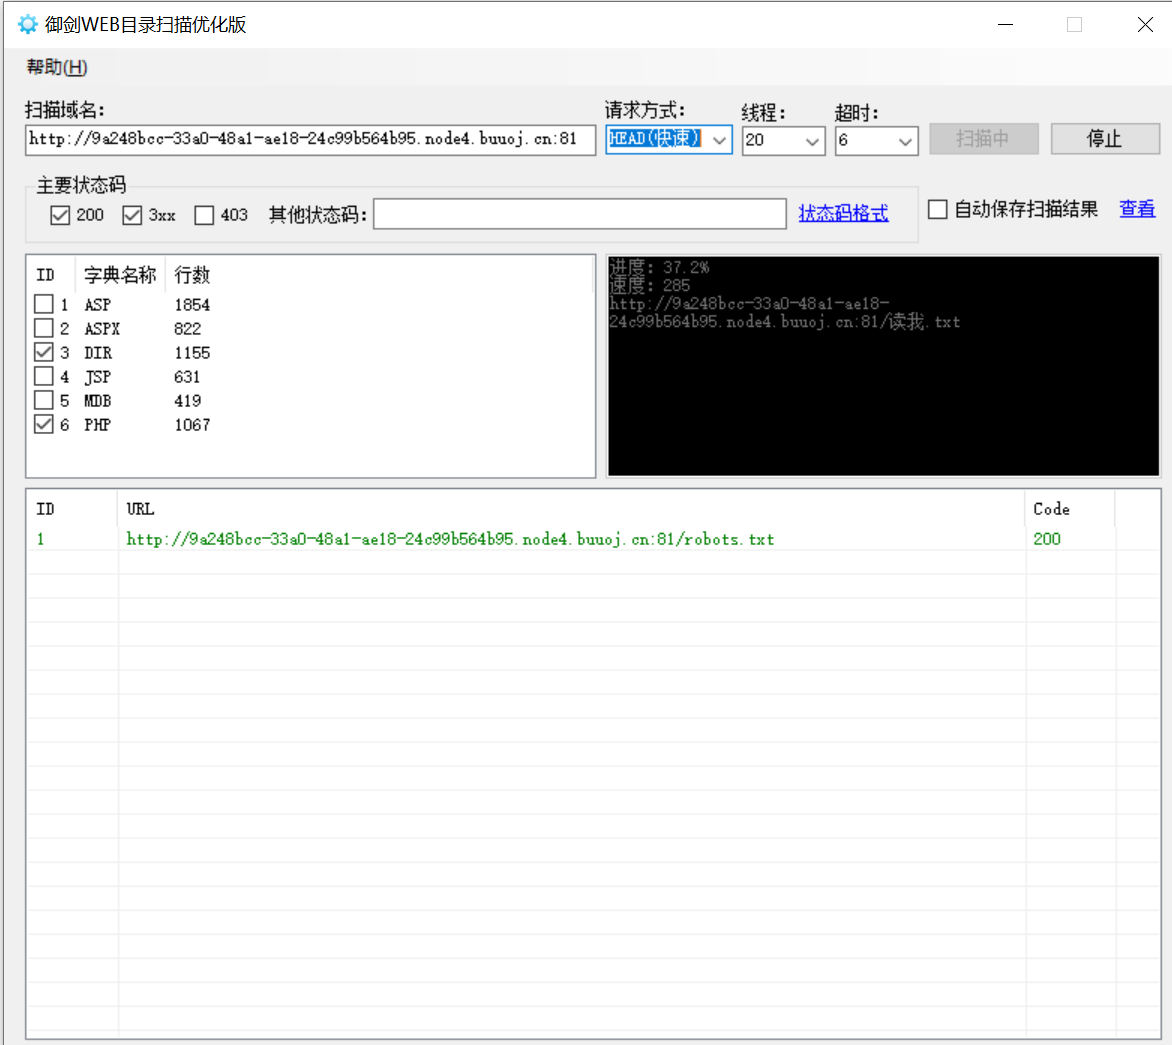 御剑WEB目录扫描优化版
帮助(H)
扫描域名: 请求方式: 线程: 超时:
http://9a248bcc-33a0-48a1-ae18-24c99b564b95.node4.buuoj.cn:81 HEAD(快速) 20 6 扫描中 停止
主要状态码
200 3xx 403 其他状态码: 状态码格式 自动保存扫描结果 查看
ID 字典名称 行数
1 ASP 1854
2 ASPX 822
3 DIR 1155
4 JSP 631
5 MDB 419
6 PHP 1067
进度: 37.2%
速度: 285
http://9a248bcc-33a0-48a1-ae18-
24c99b564b95.node4.buuoj.cn:81/读我.txt
ID URL Code
1 http://9a248bcc-33a0-48a1-ae18-24c99b564b95.node4.buuoj.cn:81/robots.txt 200